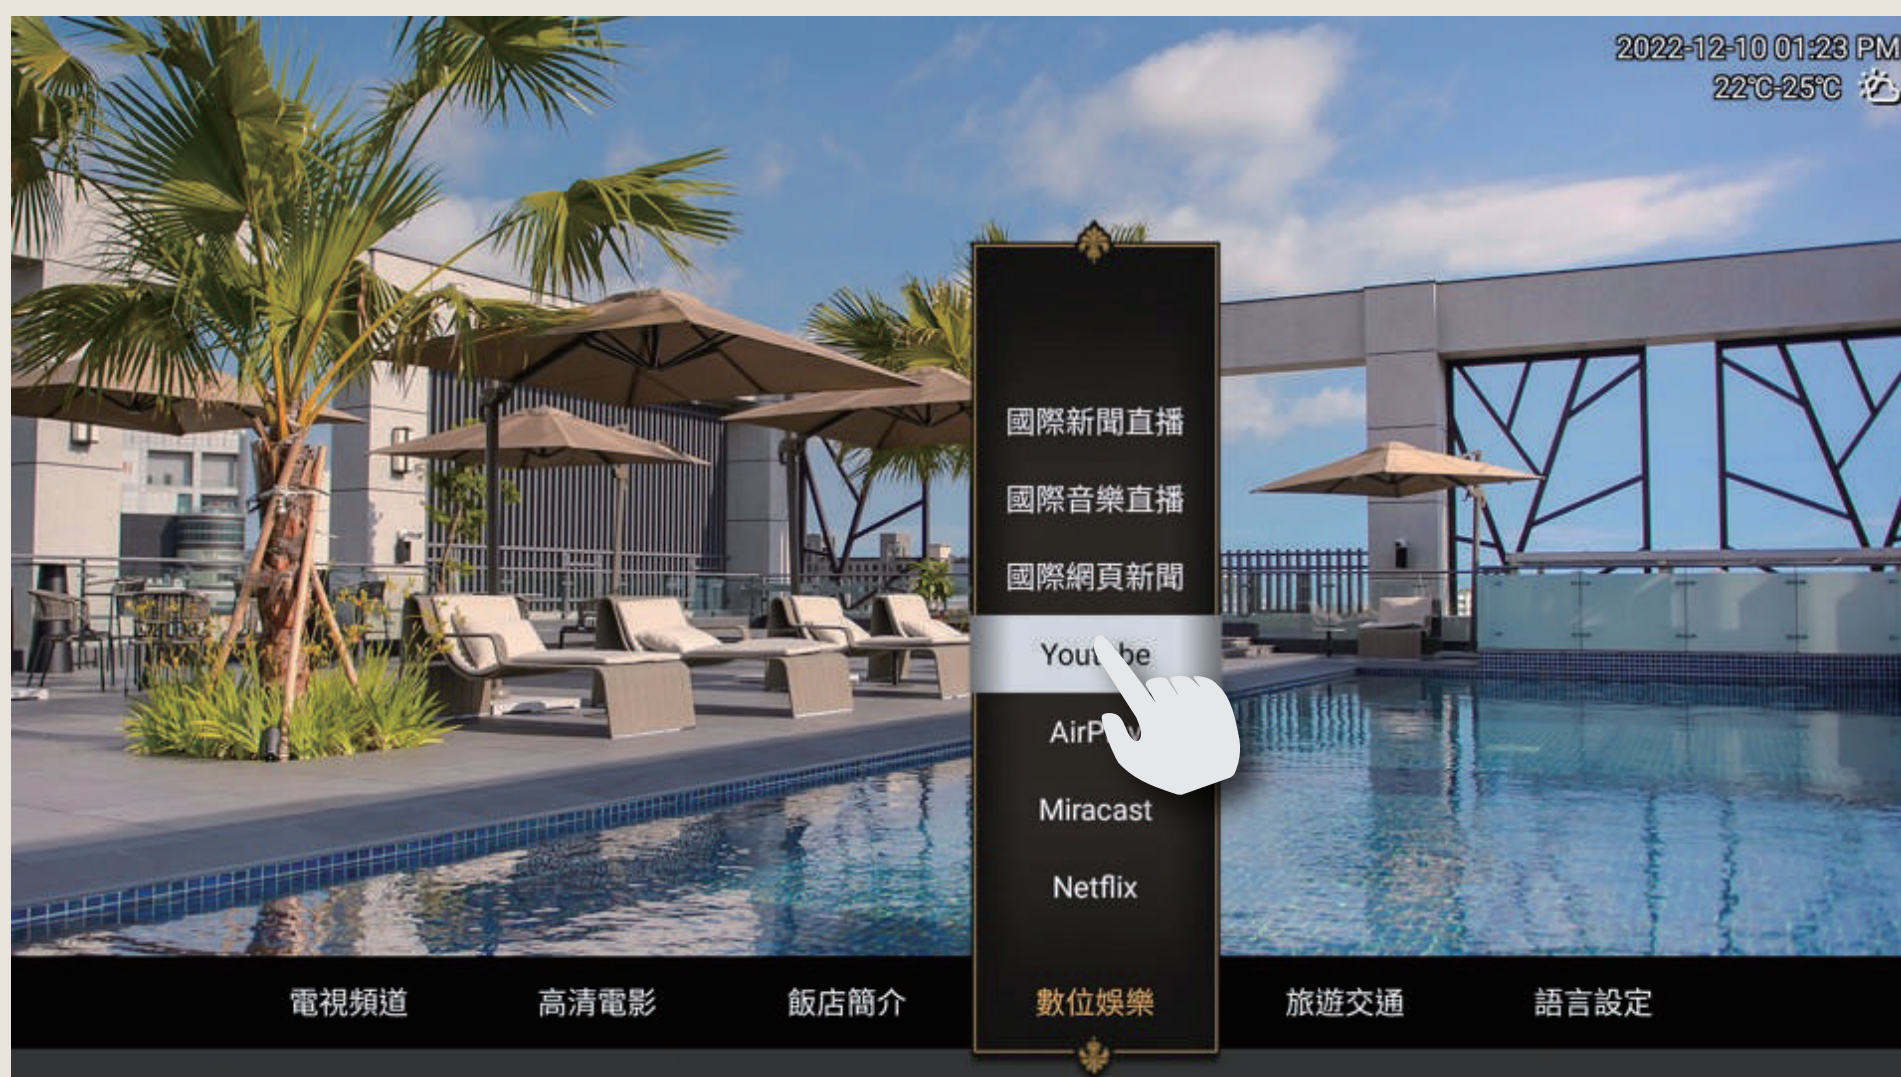 2022-12-10 01:23 PM
22°C-25°C
國際新聞直播
國際音樂直播
國際網頁新聞
Youtube
AirPlay
Miracast
Netflix
電視頻道 高清電影 飯店簡介 數位娛樂 旅遊交通 語言設定